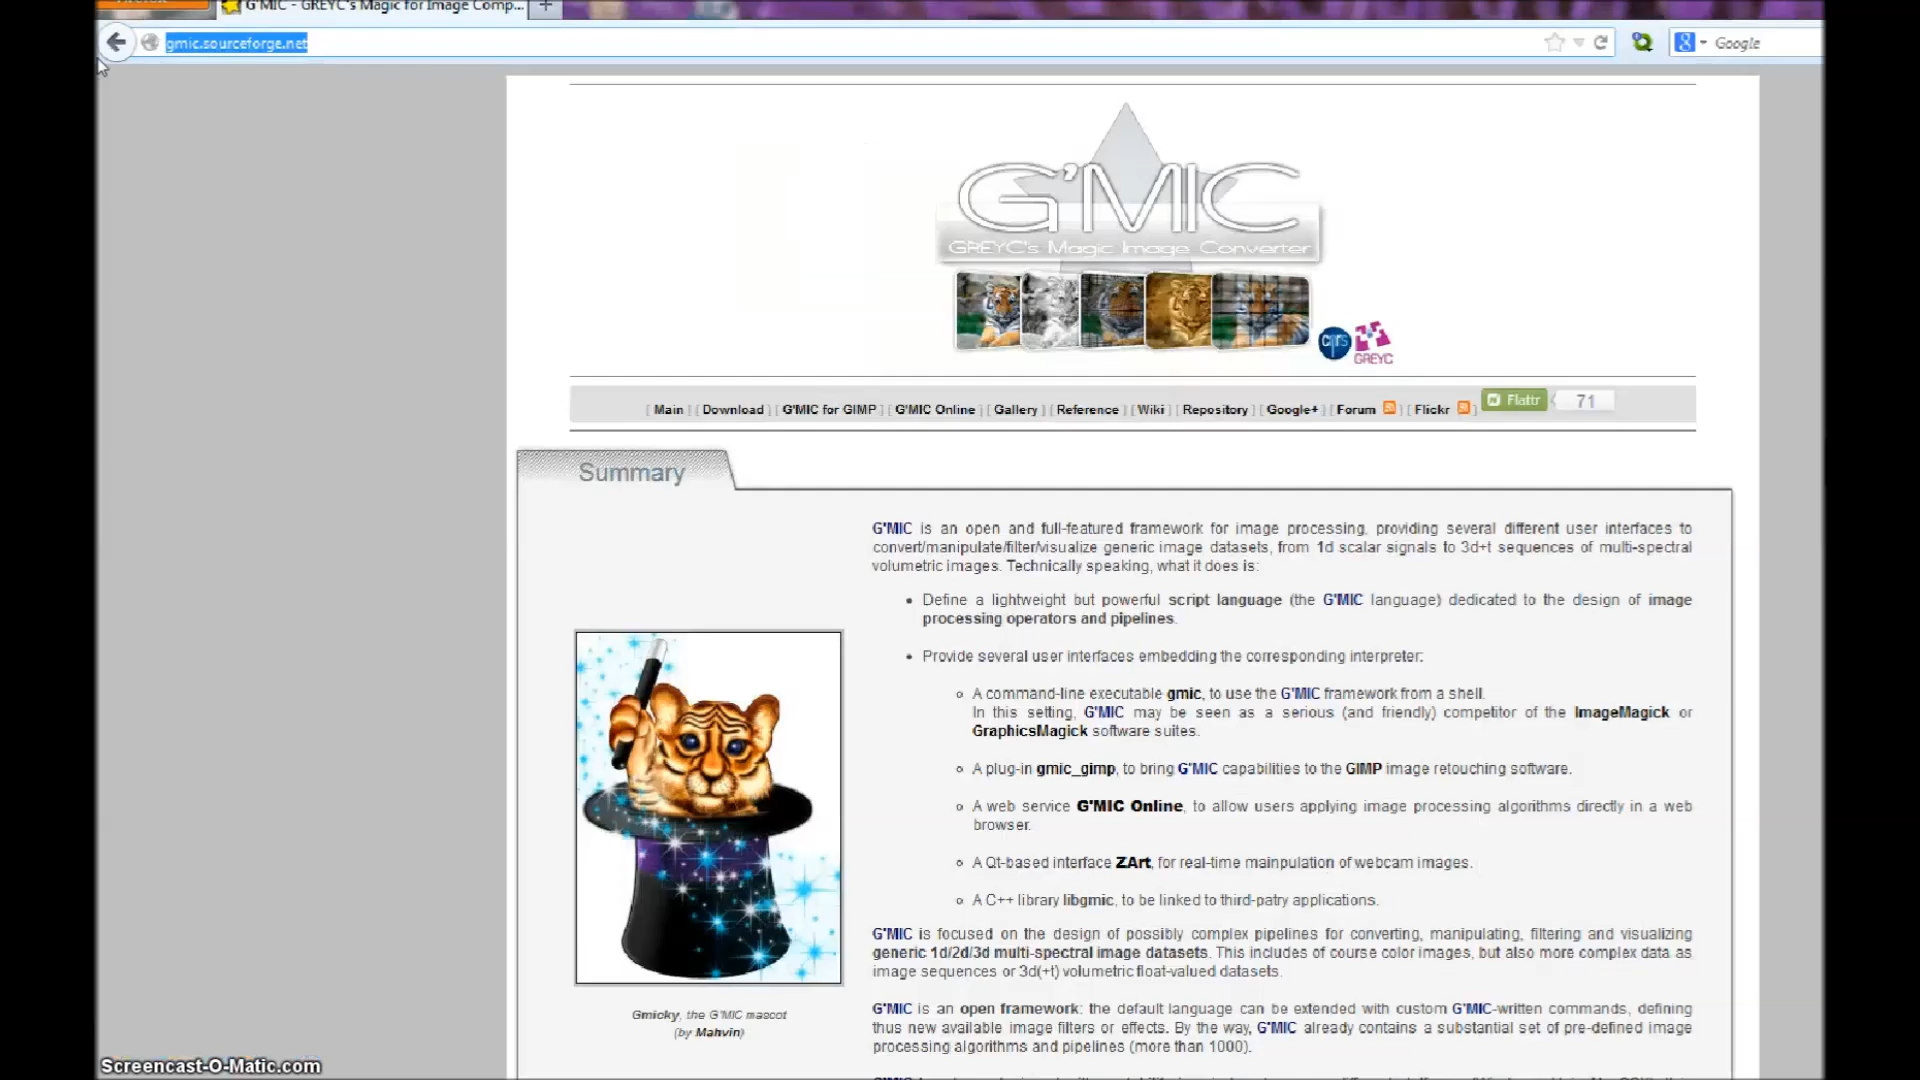 G'MIC - GREYC's Magic for Image Comp...
gmic.sourceforge.net
Google
G'MIC
GREYC's Magic Image Converter
cnrs
GREYC
[ Main ] [ Download ] [ G'MIC for GIMP ] [ G'MIC Online ] [ Gallery ] [ Reference ] [ Wiki ] [ Repository ] [ Google+ ] [ Forum ] [ Flickr ] Flattr 71
Summary
G'MIC is an open and full-featured framework for image processing, providing several different user interfaces to
convert/manipulate/filter/visualize generic image datasets, from 1d scalar signals to 3d+t sequences of multi-spectral
volumetric images. Technically speaking, what it does is:
• Define a lightweight but powerful script language (the G'MIC language) dedicated to the design of image
processing operators and pipelines.
• Provide several user interfaces embedding the corresponding interpreter:
◦ A command-line executable gmic, to use the G'MIC framework from a shell.
In this setting, G'MIC may be seen as a serious (and friendly) competitor of the ImageMagick or
GraphicsMagick software suites.
◦ A plug-in gmic_gimp, to bring G'MIC capabilities to the GIMP image retouching software.
◦ A web service G'MIC Online, to allow users applying image processing algorithms directly in a web
browser.
◦ A Qt-based interface ZArt, for real-time mainpulation of webcam images.
◦ A C++ library libgmic, to be linked to third-patry applications.
G'MIC is focused on the design of possibly complex pipelines for converting, manipulating, filtering and visualizing
generic 1d/2d/3d multi-spectral image datasets. This includes of course color images, but also more complex data as
image sequences or 3d(+t) volumetric float-valued datasets.
G'MIC is an open framework: the default language can be extended with custom G'MIC-written commands, defining
thus new available image filters or effects. By the way, G'MIC already contains a substantial set of pre-defined image
processing algorithms and pipelines (more than 1000).
Gmicky, the G'MIC mascot
(by Mahvin)
Screencast-O-Matic.com